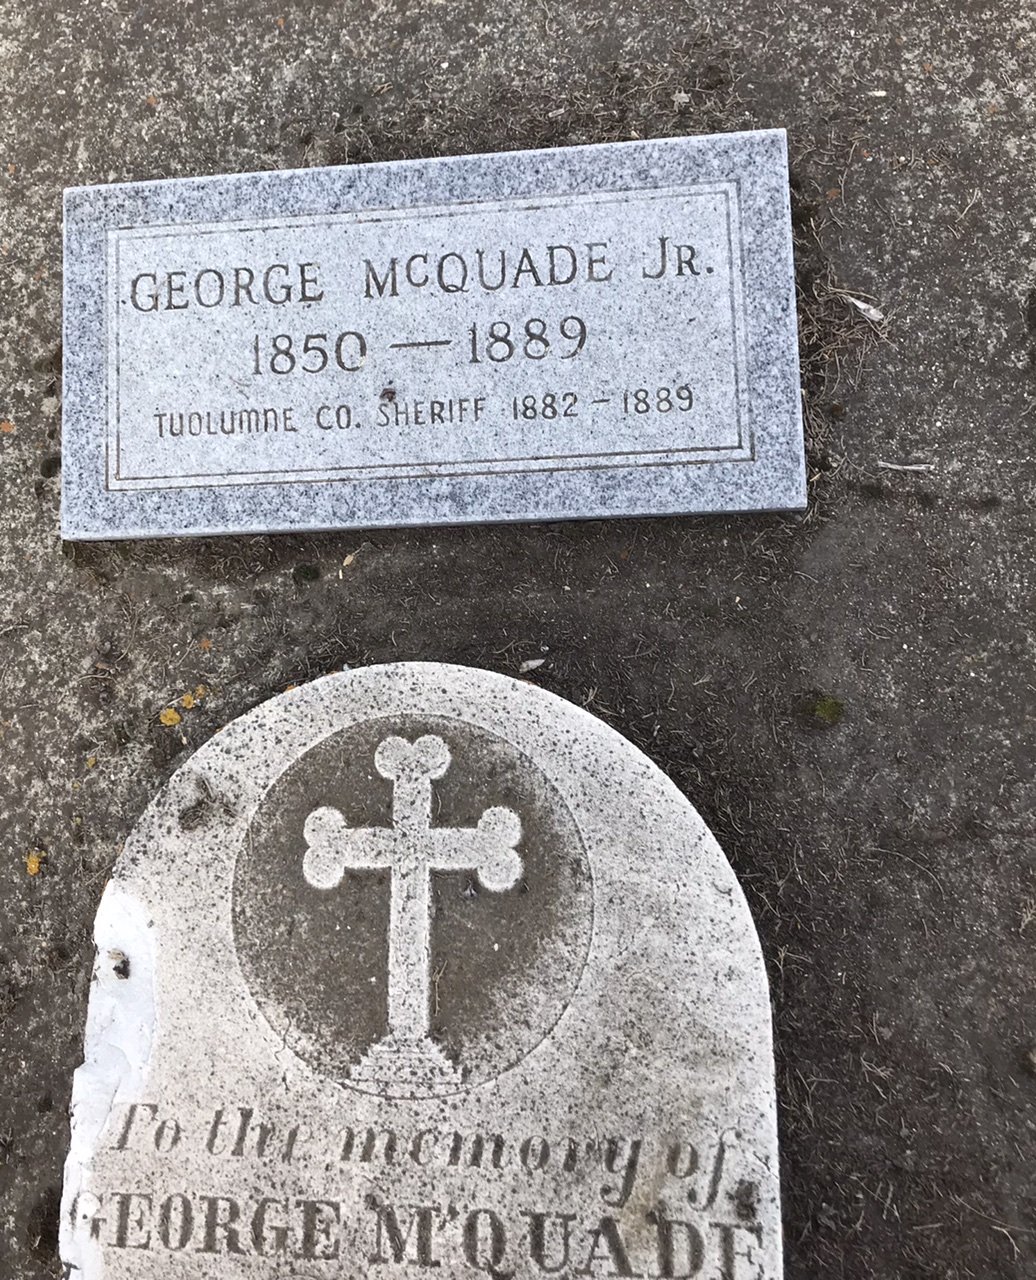 GEORGE McQUADE JR.
1850 — 1889
TUOLUMNE CO. SHERIFF 1882 – 1889
To the memory of
GEORGE M'QUADE